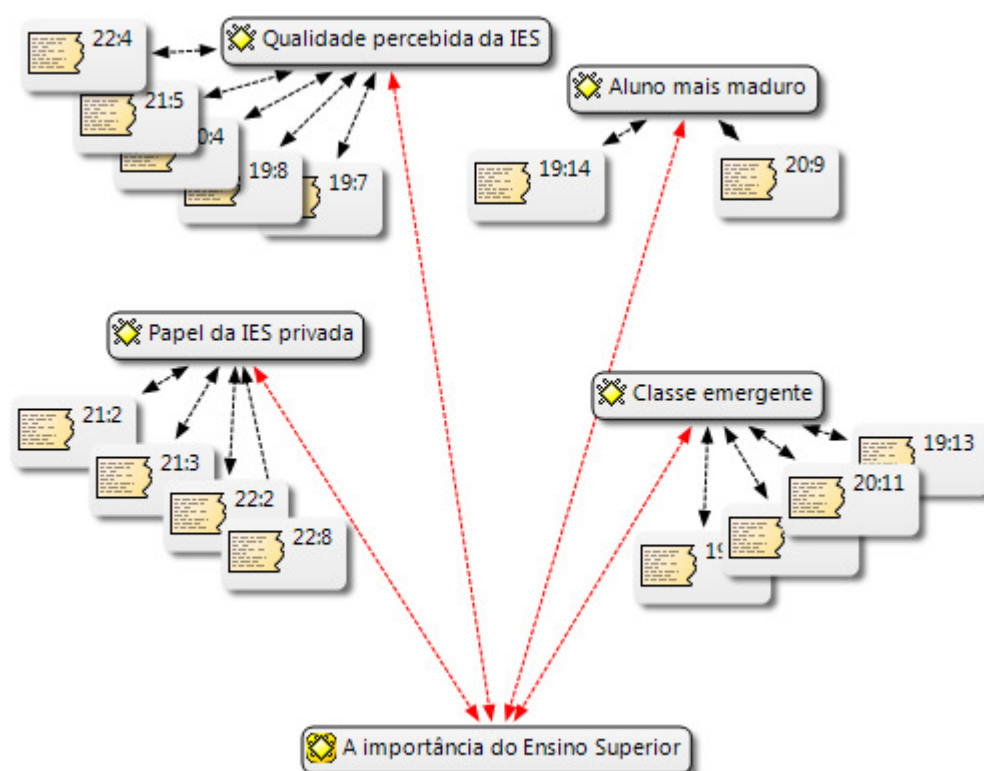 22:4
Qualidade percebida da IES
21:5
19:8
19:7
Aluno mais maduro
19:14
20:9
Papel da IES privada
21:2
21:3
22:2
22:8
Classe emergente
19:13
20:11
A importância do Ensino Superior